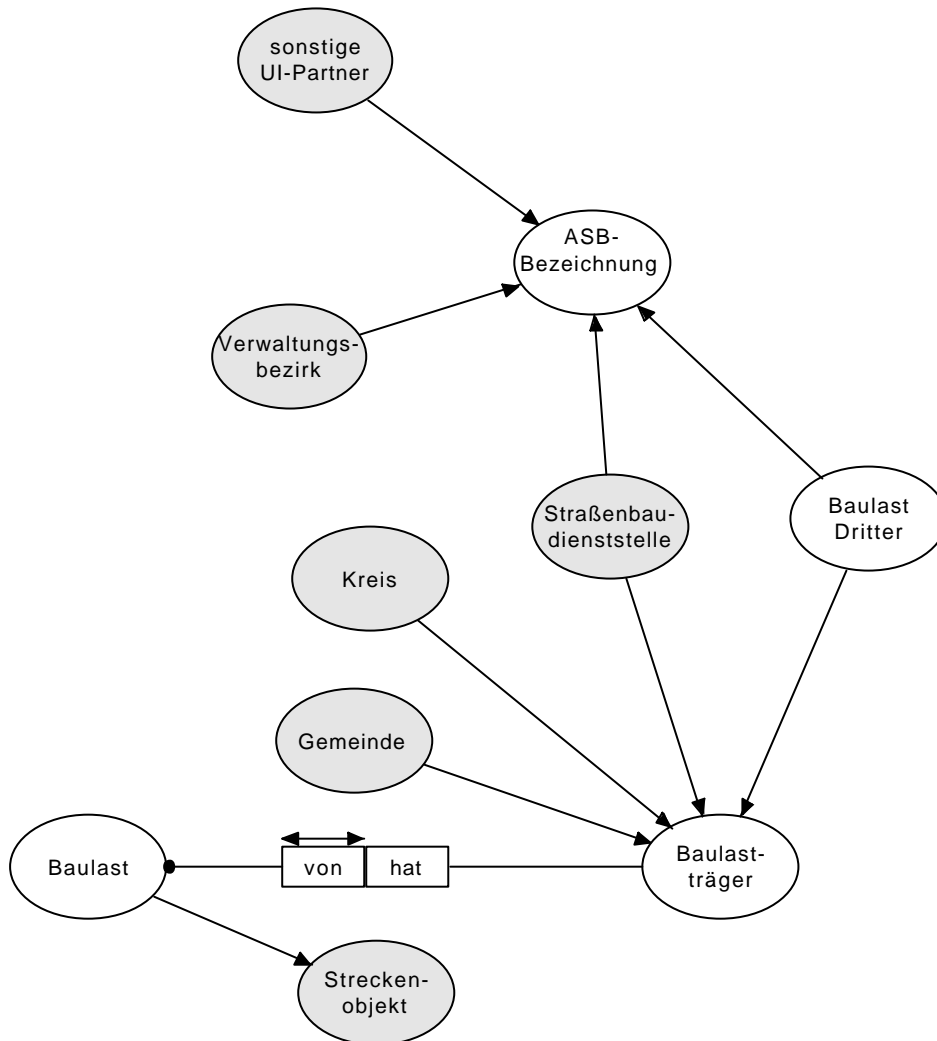 sonstige
UI-Partner
ASB-
Bezeichnung
Verwaltungs-
bezirk
Straßenbau-
dienststelle
Baulast
Dritter
Kreis
Gemeinde
Baulast
von
hat
Baulast-
träger
Strecken-
objekt